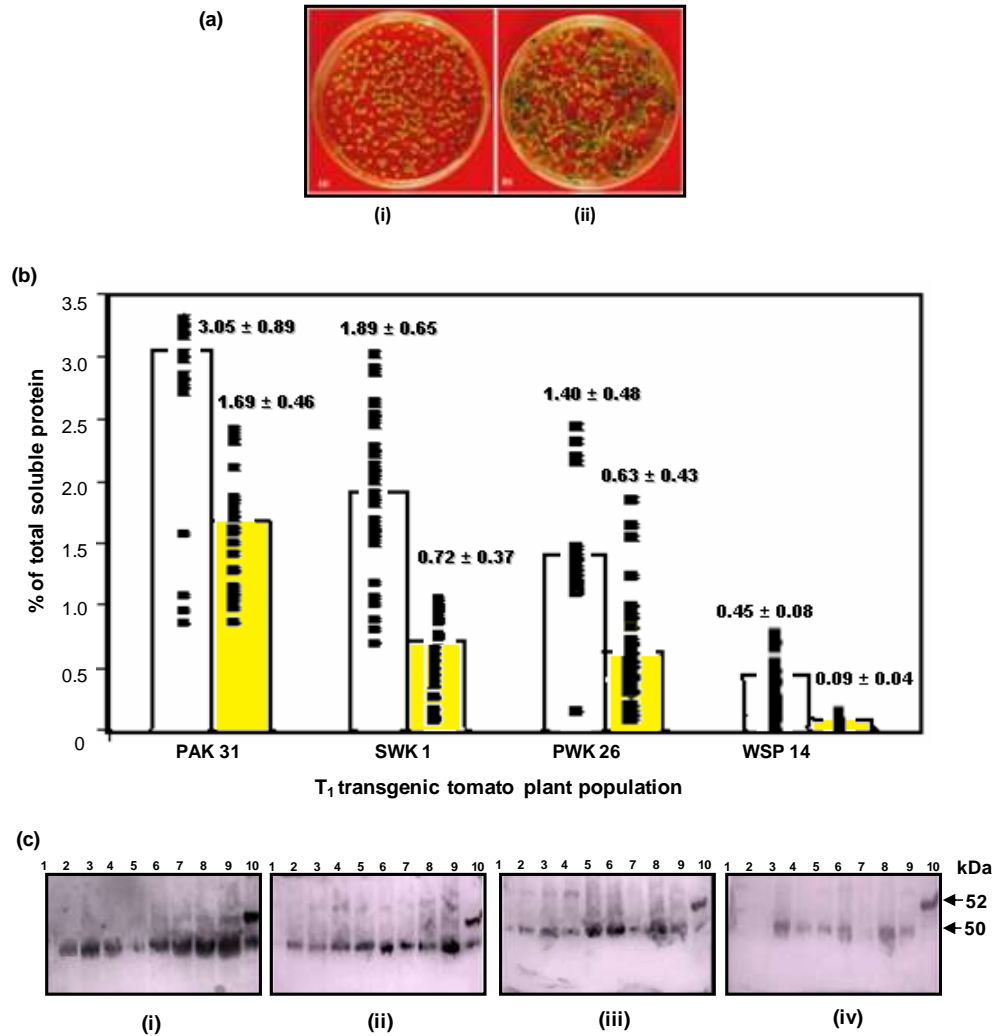 (a)
(i) (ii)
(b)
3.5
3.0
2.5
2.0
1.5
1.0
0.5
0
% of total soluble protein
3.05 ± 0.89
1.69 ± 0.46
1.89 ± 0.65
0.72 ± 0.37
1.40 ± 0.48
0.63 ± 0.43
0.45 ± 0.08
0.09 ± 0.04
PAK 31 SWK 1 PWK 26 WSP 14
T1 transgenic tomato plant population
(c)
1 2 3 4 5 6 7 8 9 10 1 2 3 4 5 6 7 8 9 10 1 2 3 4 5 6 7 8 9 10 1 2 3 4 5 6 7 8 9 10 kDa
52
50
(i) (ii) (iii) (iv)